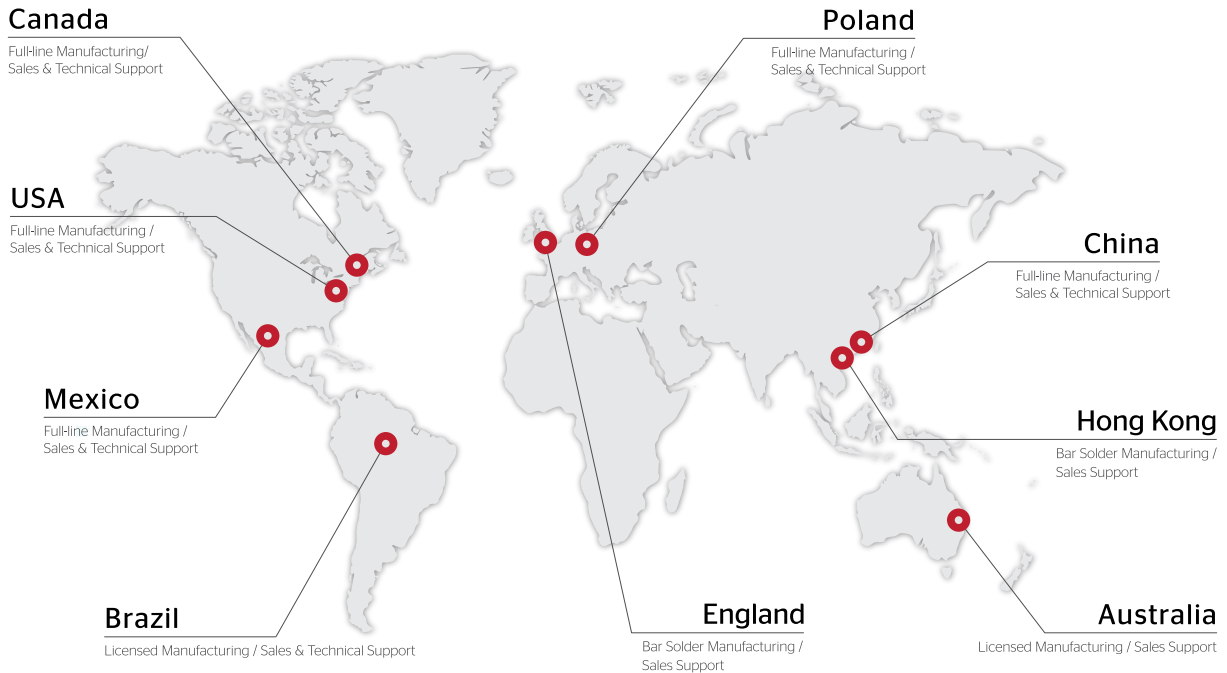 Canada
Full-line Manufacturing/
Sales & Technical Support
Poland
Full-line Manufacturing /
Sales & Technical Support
USA
Full-line Manufacturing /
Sales & Technical Support
China
Full-line Manufacturing /
Sales & Technical Support
Mexico
Full-line Manufacturing /
Sales & Technical Support
Hong Kong
Bar Solder Manufacturing /
Sales Support
Brazil
Licensed Manufacturing / Sales & Technical Support
England
Bar Solder Manufacturing /
Sales Support
Australia
Licensed Manufacturing / Sales Support